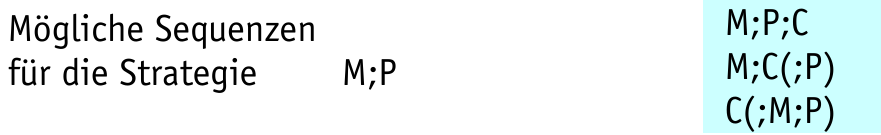 Mögliche Sequenzen
für die Strategie M;P
M;P;C
M;C(;P)
C(;M;P)